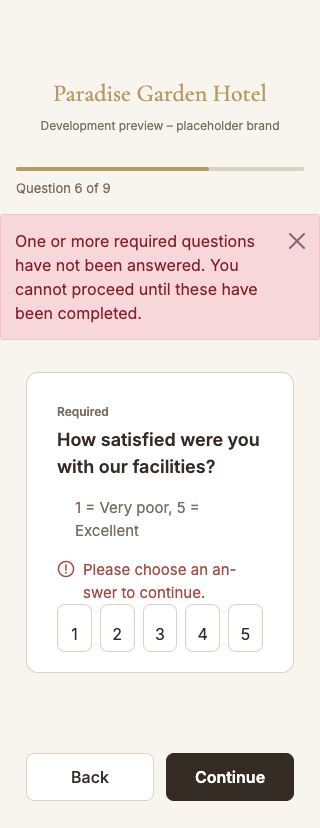 Paradise Garden Hotel
Development preview – placeholder brand
Question 6 of 9
One or more required questions
have not been answered. You
cannot proceed until these have
been completed.
Required
How satisfied were you
with our facilities?
1 = Very poor, 5 =
Excellent
Please choose an an-
swer to continue.
1 2 3 4 5
Back Continue